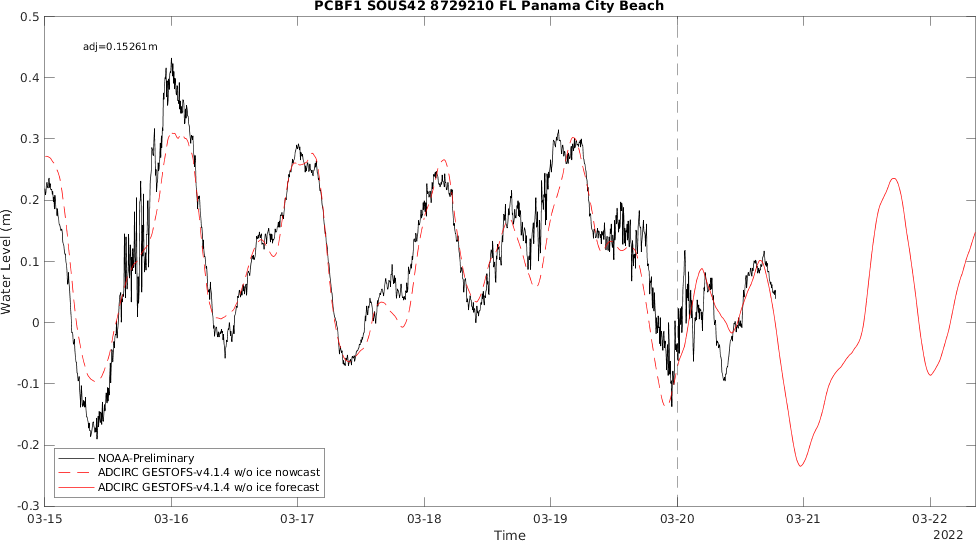 PCBF1 SOUS42 8729210 FL Panama City Beach
adj=0.15261m
0.5
0.4
0.3
0.2
0.1
0
-0.1
-0.2
-0.3
Water Level (m)
NOAA-Preliminary
ADCIRC GESTOFS-v4.1.4 w/o ice nowcast
ADCIRC GESTOFS-v4.1.4 w/o ice forecast
03-15 03-16 03-17 03-18 03-19 03-20 03-21 03-22
Time
2022